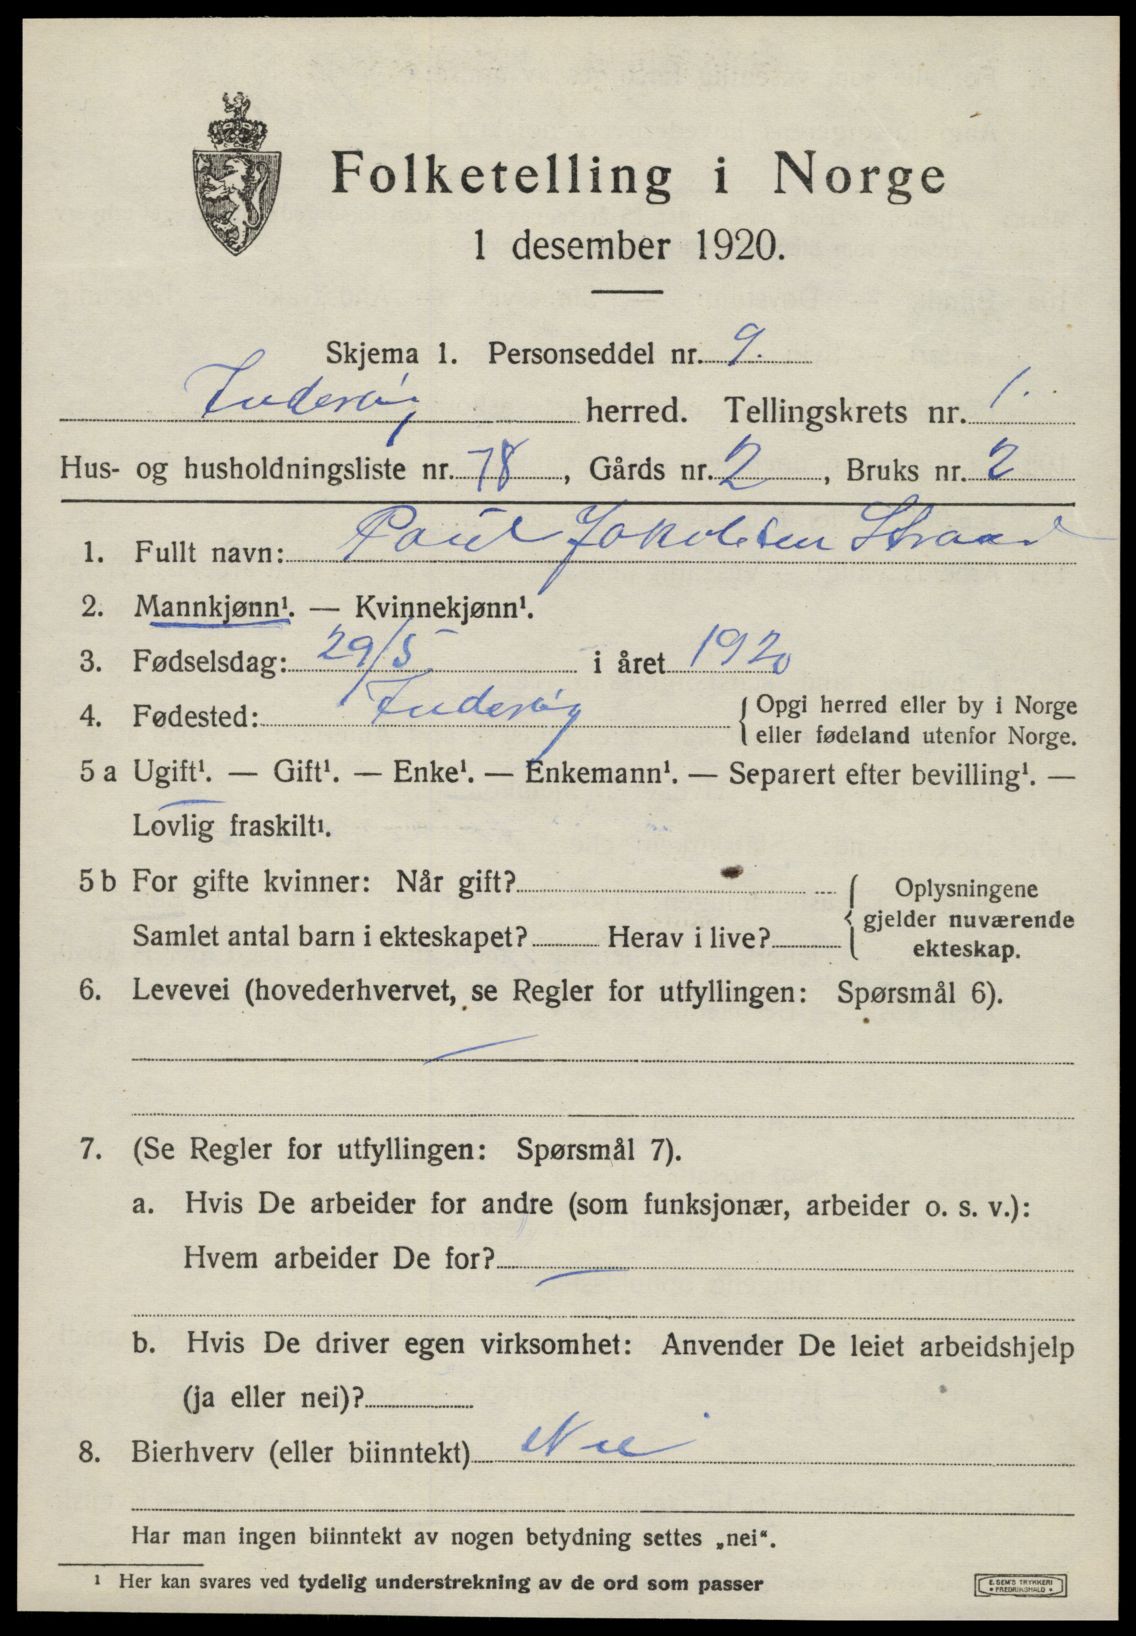 Folketelling i Norge
1 desember 1920.
Skjema 1. Personseddel nr. 9.
Inderøy herred. Tellingskrets nr. 1.
Hus- og husholdningsliste nr. 78, Gårds nr. 2, Bruks nr. 2
1. Fullt navn: Paul Jakobsen Straand
2. Mannkjønn¹. — Kvinnekjønn¹.
3. Fødselsdag: 29/5 i året 1920
4. Fødested: Inderøy { Opgi herred eller by i Norge
eller fødeland utenfor Norge.
5 a Ugift¹. — Gift¹. — Enke¹. — Enkemann¹. — Separert efter bevilling¹. —
Lovlig fraskilt¹.
5 b For gifte kvinner: Når gift? { Oplysningene
gjelder nuværende
Samlet antal barn i ekteskapet? Herav i live?
ekteskap.
6. Levevei (hovederhvervet, se Regler for utfyllingen: Spørsmål 6).
—
7. (Se Regler for utfyllingen: Spørsmål 7).
a. Hvis De arbeider for andre (som funksjonær, arbeider o. s. v.):
Hvem arbeider De for? —
b. Hvis De driver egen virksomhet: Anvender De leiet arbeidshjelp
(ja eller nei)?
8. Bierhverv (eller biinntekt) Nei
Har man ingen biinntekt av nogen betydning settes „nei“.
¹ Her kan svares ved tydelig understrekning av de ord som passer
E. SEM'S TRYKKERI
• FREDRIKSHALD •